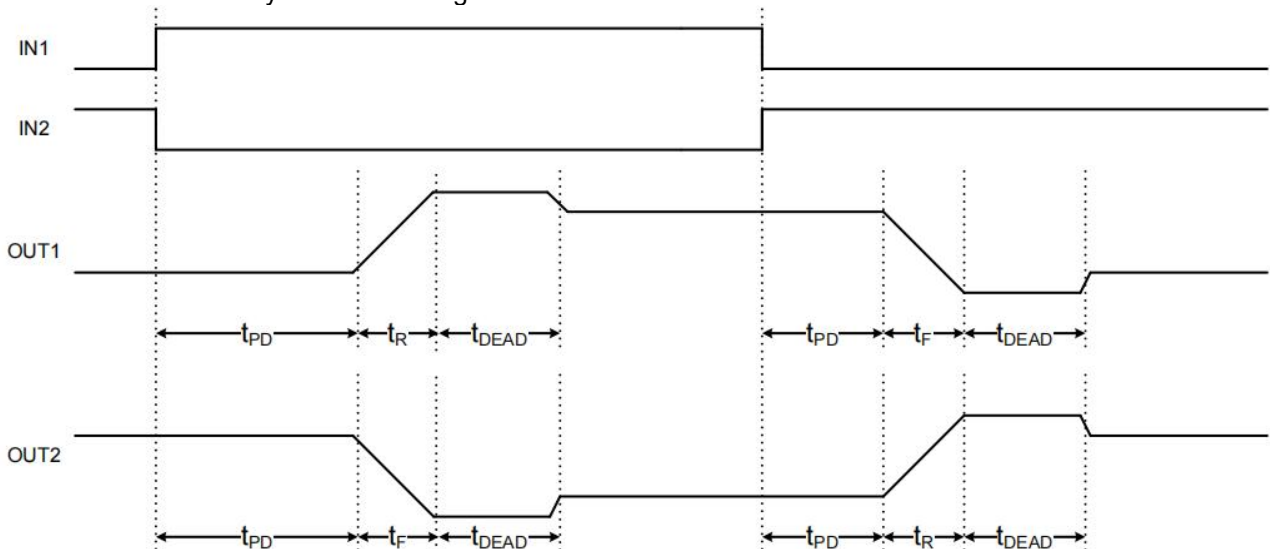 IN1
IN2
OUT1
tPD tR tDEAD tPD tF tDEAD
OUT2
tPD tF tDEAD tPD tR tDEAD